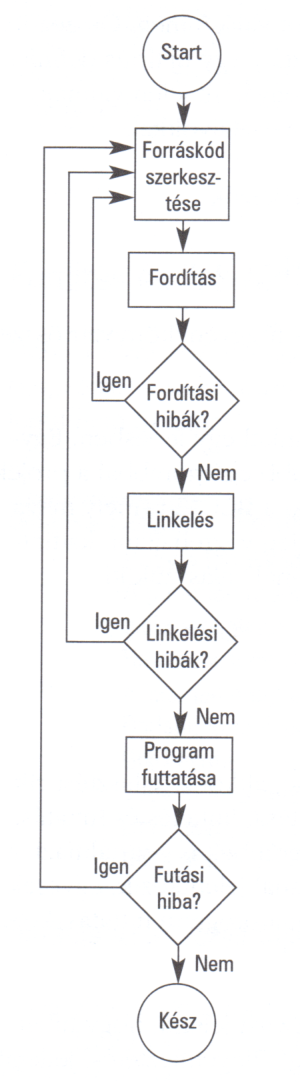 Start
Forráskód
szerkesz-
tése
Fordítás
Igen
Fordítási
hibák?
Nem
Linkelés
Igen
Linkelési
hibák?
Nem
Program
futtatása
Igen
Futási
hiba?
Nem
Kész